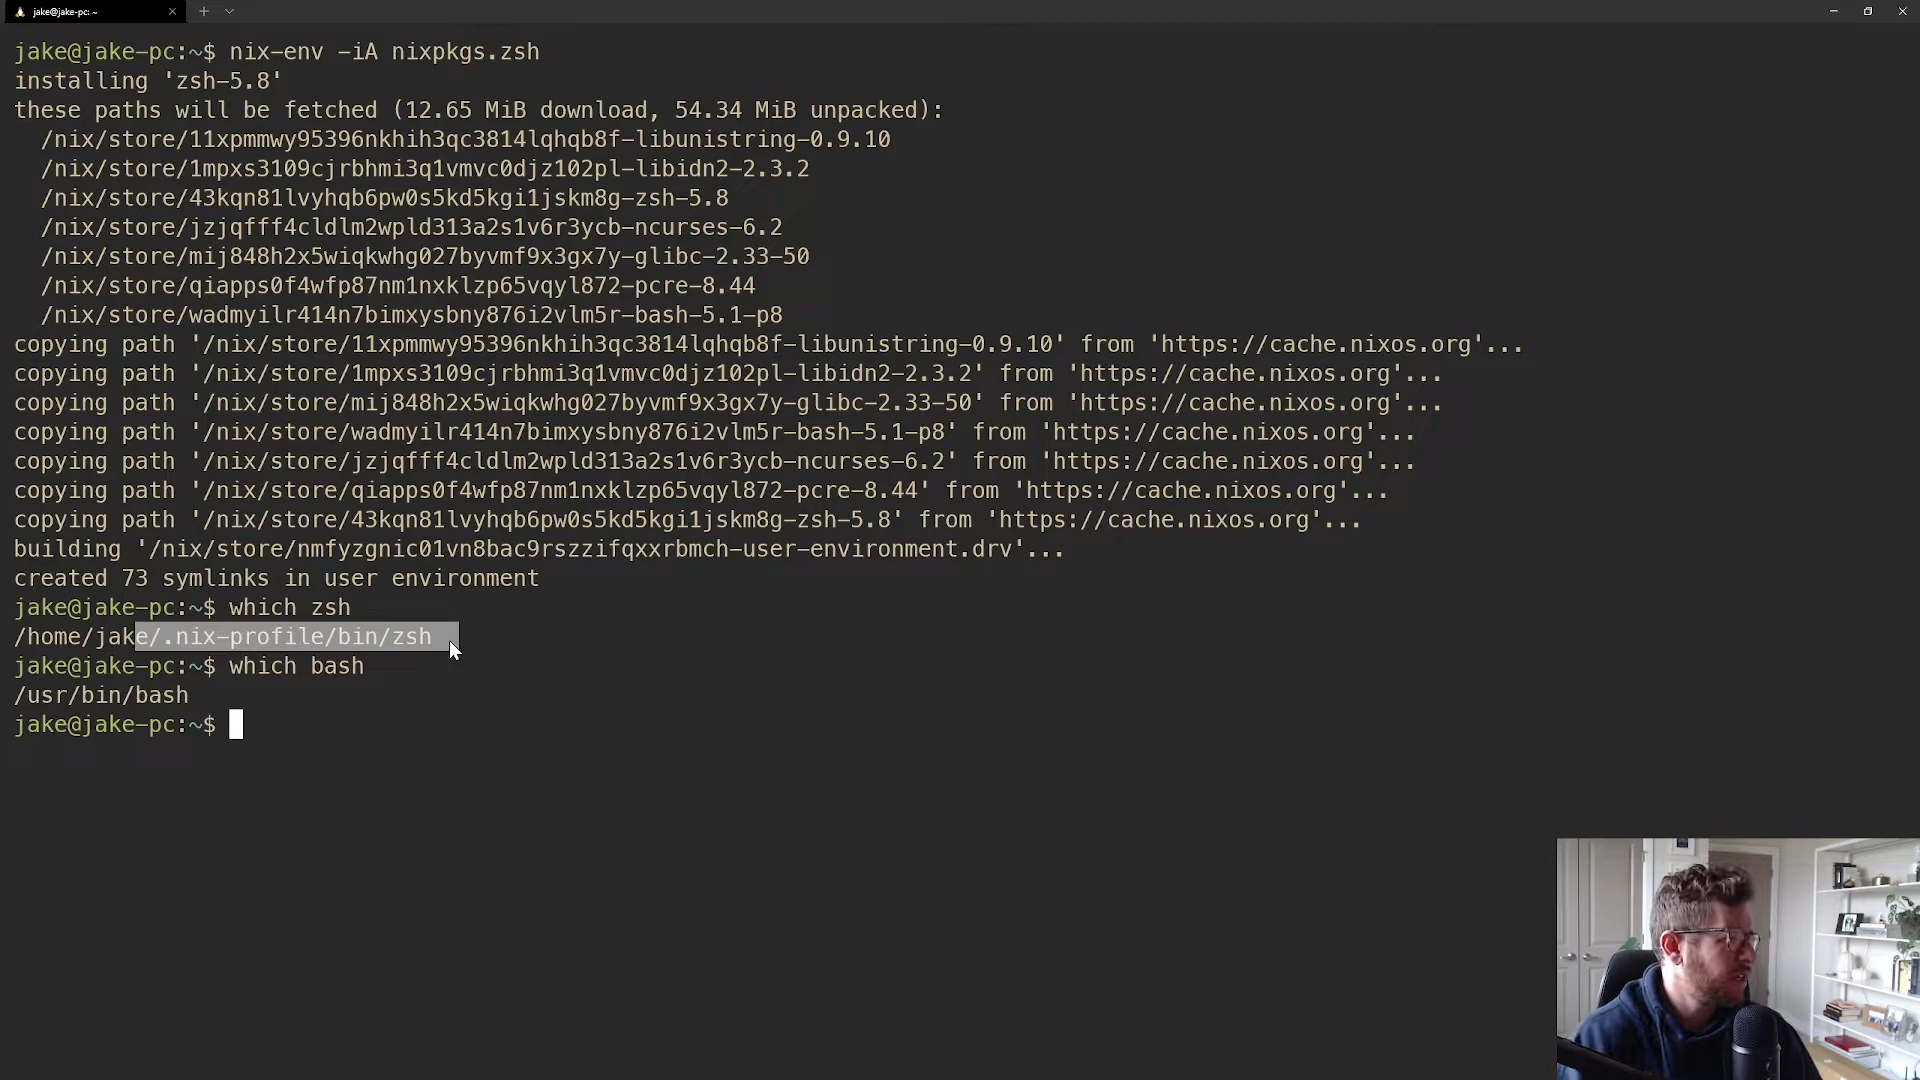 jake@jake-pc: ~
jake@jake-pc:~$ nix-env -iA nixpkgs.zsh
installing 'zsh-5.8'
these paths will be fetched (12.65 MiB download, 54.34 MiB unpacked):
  /nix/store/11xpmmwy95396nkhih3qc3814lqhqb8f-libunistring-0.9.10
  /nix/store/1mpxs3109cjrbhmi3q1vmvc0djz102pl-libidn2-2.3.2
  /nix/store/43kqn81lvyhqb6pw0s5kd5kgi1jskm8g-zsh-5.8
  /nix/store/jzjqfff4cldlm2wpld313a2s1v6r3ycb-ncurses-6.2
  /nix/store/mij848h2x5wiqkwhg027byvmf9x3gx7y-glibc-2.33-50
  /nix/store/qiapps0f4wfp87nm1nxklzp65vqyl872-pcre-8.44
  /nix/store/wadmyilr414n7bimxysbny876i2vlm5r-bash-5.1-p8
copying path '/nix/store/11xpmmwy95396nkhih3qc3814lqhqb8f-libunistring-0.9.10' from 'https://cache.nixos.org'...
copying path '/nix/store/1mpxs3109cjrbhmi3q1vmvc0djz102pl-libidn2-2.3.2' from 'https://cache.nixos.org'...
copying path '/nix/store/mij848h2x5wiqkwhg027byvmf9x3gx7y-glibc-2.33-50' from 'https://cache.nixos.org'...
copying path '/nix/store/wadmyilr414n7bimxysbny876i2vlm5r-bash-5.1-p8' from 'https://cache.nixos.org'...
copying path '/nix/store/jzjqfff4cldlm2wpld313a2s1v6r3ycb-ncurses-6.2' from 'https://cache.nixos.org'...
copying path '/nix/store/qiapps0f4wfp87nm1nxklzp65vqyl872-pcre-8.44' from 'https://cache.nixos.org'...
copying path '/nix/store/43kqn81lvyhqb6pw0s5kd5kgi1jskm8g-zsh-5.8' from 'https://cache.nixos.org'...
building '/nix/store/nmfyzgnic01vn8bac9rszzifqxxrbmch-user-environment.drv'...
created 73 symlinks in user environment
jake@jake-pc:~$ which zsh
/home/jake/.nix-profile/bin/zsh
jake@jake-pc:~$ which bash
/usr/bin/bash
jake@jake-pc:~$